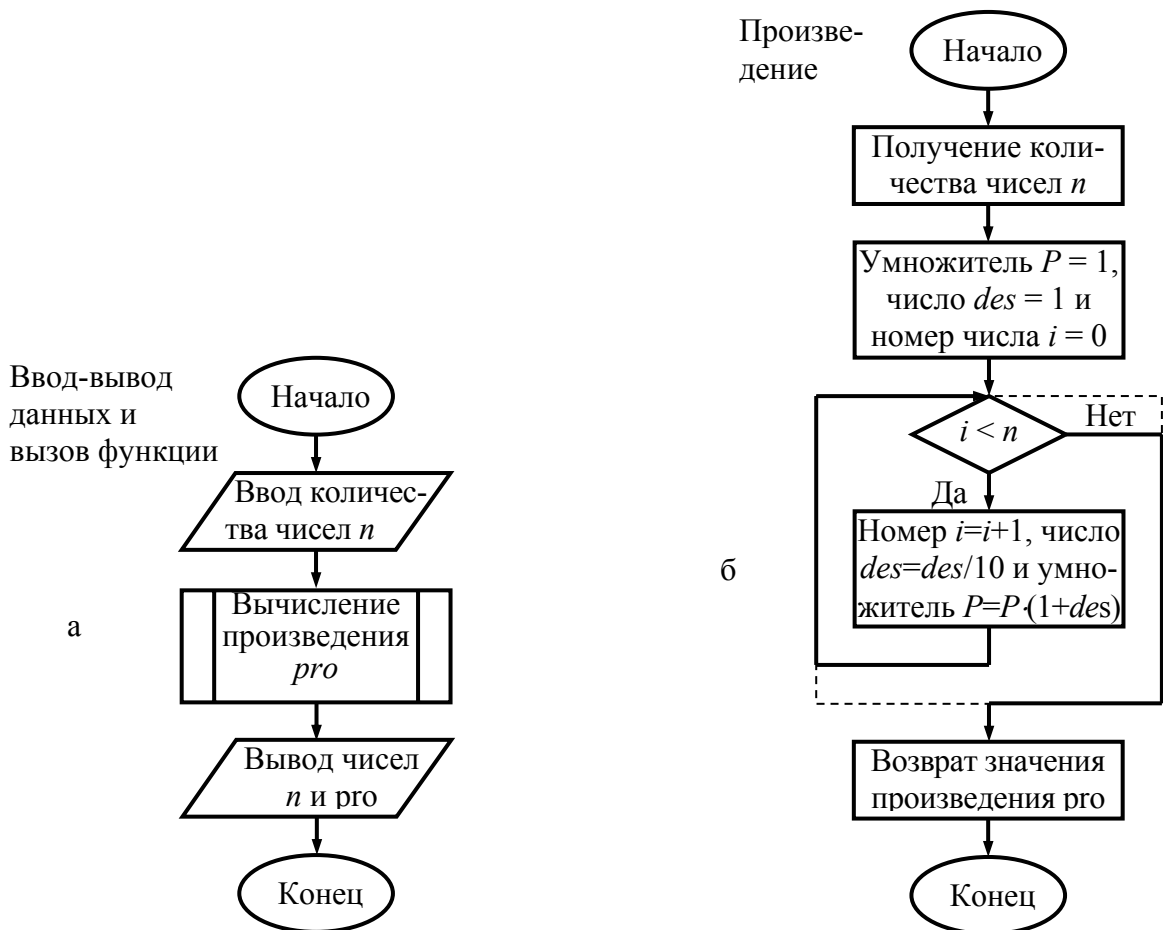 Ввод-вывод
данных и
вызов функции
Начало
Ввод количес-
тва чисел n
а
Вычисление
произведения
pro
Вывод чисел
n и pro
Конец
Произве-
дение
Начало
Получение коли-
чества чисел n
Умножитель P = 1,
число des = 1 и
номер числа i = 0
i < n
Нет
Да
б
Номер i=i+1, число
des=des/10 и умно-
житель P=P·(1+des)
Возврат значения
произведения pro
Конец